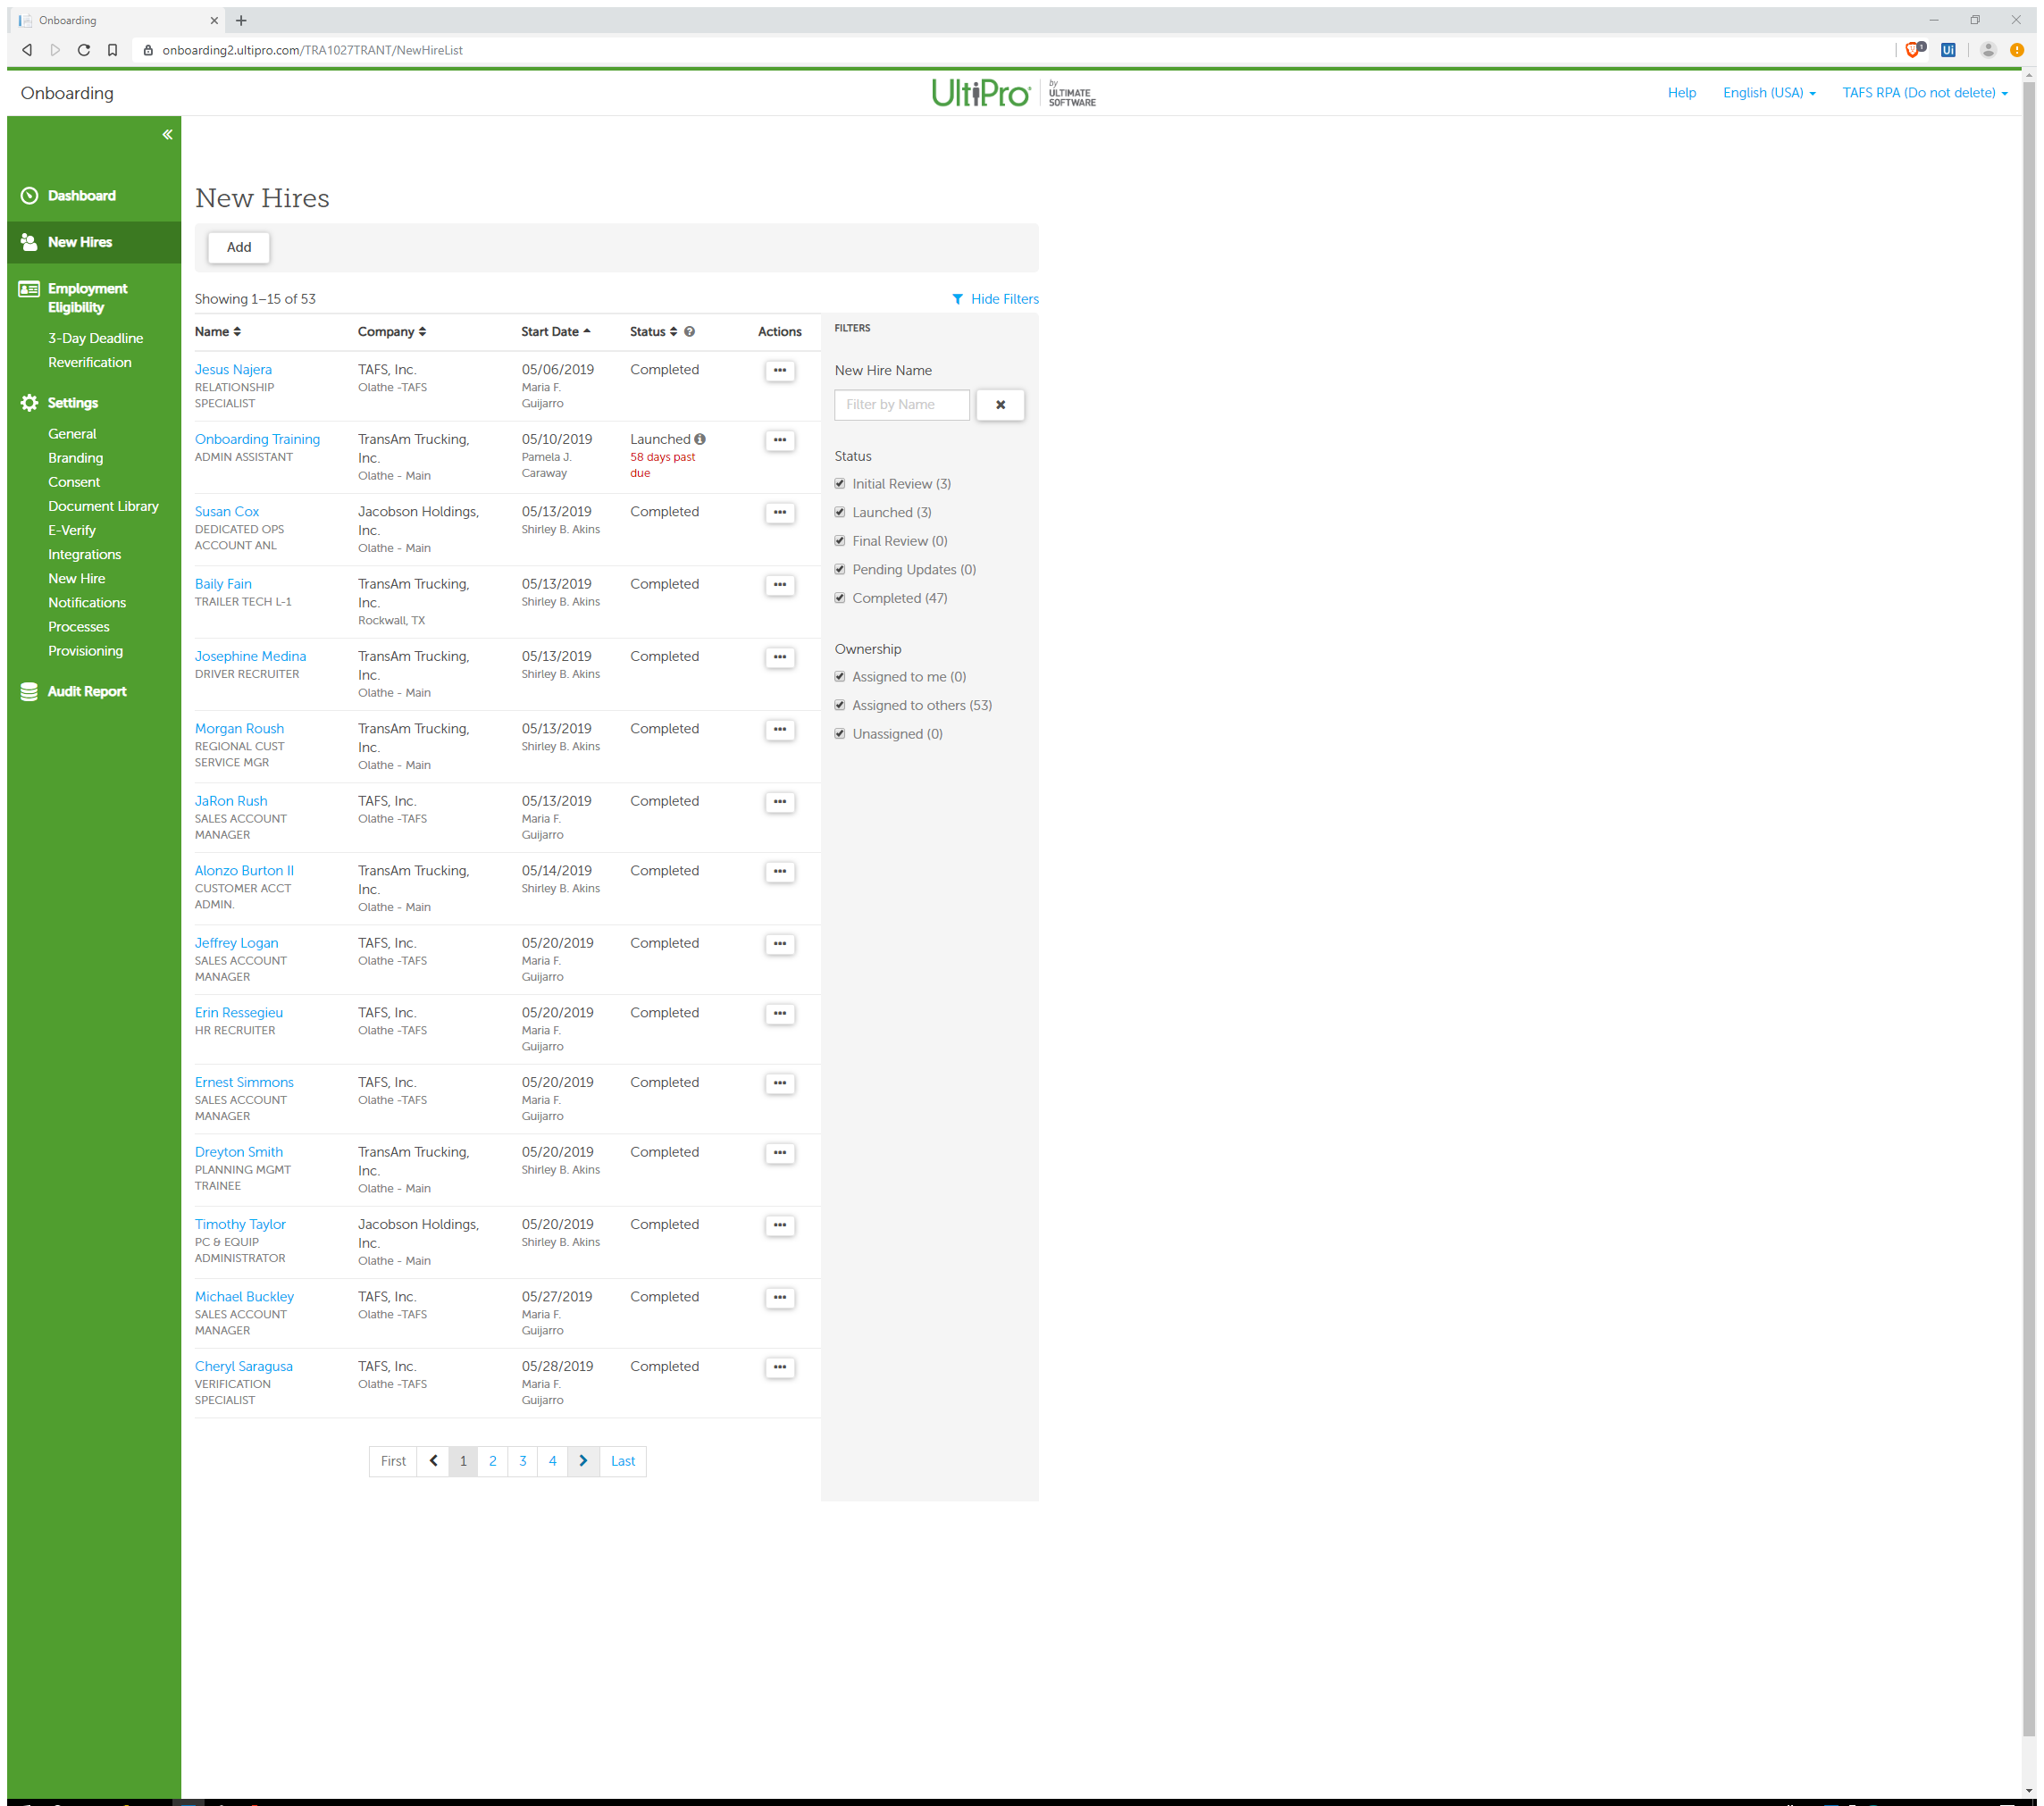 Onboarding
onboarding2.ultipro.com/TRA1027TRANT/NewHireList
1
Ui
Onboarding
UltiPro by ULTIMATE SOFTWARE
Help English (USA) TAFS RPA (Do not delete)
Dashboard
New Hires
Employment
Eligibility
3-Day Deadline
Reverification
Settings
General
Branding
Consent
Document Library
E-Verify
Integrations
New Hire
Notifications
Processes
Provisioning
Audit Report
New Hires
Add
Showing 1–15 of 53
Hide Filters
Name Company Start Date Status Actions
Jesus Najera TAFS, Inc. 05/06/2019 Completed
RELATIONSHIP Olathe -TAFS Maria F.
SPECIALIST Guijarro
Onboarding Training TransAm Trucking, 05/10/2019 Launched
ADMIN ASSISTANT Inc. Pamela J. 58 days past
Olathe - Main Caraway due
Susan Cox Jacobson Holdings, 05/13/2019 Completed
DEDICATED OPS Inc. Shirley B. Akins
ACCOUNT ANL Olathe - Main
Baily Fain TransAm Trucking, 05/13/2019 Completed
TRAILER TECH L-1 Inc. Shirley B. Akins
Rockwall, TX
Josephine Medina TransAm Trucking, 05/13/2019 Completed
DRIVER RECRUITER Inc. Shirley B. Akins
Olathe - Main
Morgan Roush TransAm Trucking, 05/13/2019 Completed
REGIONAL CUST Inc. Shirley B. Akins
SERVICE MGR Olathe - Main
JaRon Rush TAFS, Inc. 05/13/2019 Completed
SALES ACCOUNT Olathe -TAFS Maria F.
MANAGER Guijarro
Alonzo Burton II TransAm Trucking, 05/14/2019 Completed
CUSTOMER ACCT Inc. Shirley B. Akins
ADMIN. Olathe - Main
Jeffrey Logan TAFS, Inc. 05/20/2019 Completed
SALES ACCOUNT Olathe -TAFS Maria F.
MANAGER Guijarro
Erin Ressegieu TAFS, Inc. 05/20/2019 Completed
HR RECRUITER Olathe -TAFS Maria F.
Guijarro
Ernest Simmons TAFS, Inc. 05/20/2019 Completed
SALES ACCOUNT Olathe -TAFS Maria F.
MANAGER Guijarro
Dreyton Smith TransAm Trucking, 05/20/2019 Completed
PLANNING MGMT Inc. Shirley B. Akins
TRAINEE Olathe - Main
Timothy Taylor Jacobson Holdings, 05/20/2019 Completed
PC & EQUIP Inc. Shirley B. Akins
ADMINISTRATOR Olathe - Main
Michael Buckley TAFS, Inc. 05/27/2019 Completed
SALES ACCOUNT Olathe -TAFS Maria F.
MANAGER Guijarro
Cheryl Saragusa TAFS, Inc. 05/28/2019 Completed
VERIFICATION Olathe -TAFS Maria F.
SPECIALIST Guijarro
First 1 2 3 4 Last
FILTERS
New Hire Name
Filter by Name
Status
Initial Review (3)
Launched (3)
Final Review (0)
Pending Updates (0)
Completed (47)
Ownership
Assigned to me (0)
Assigned to others (53)
Unassigned (0)